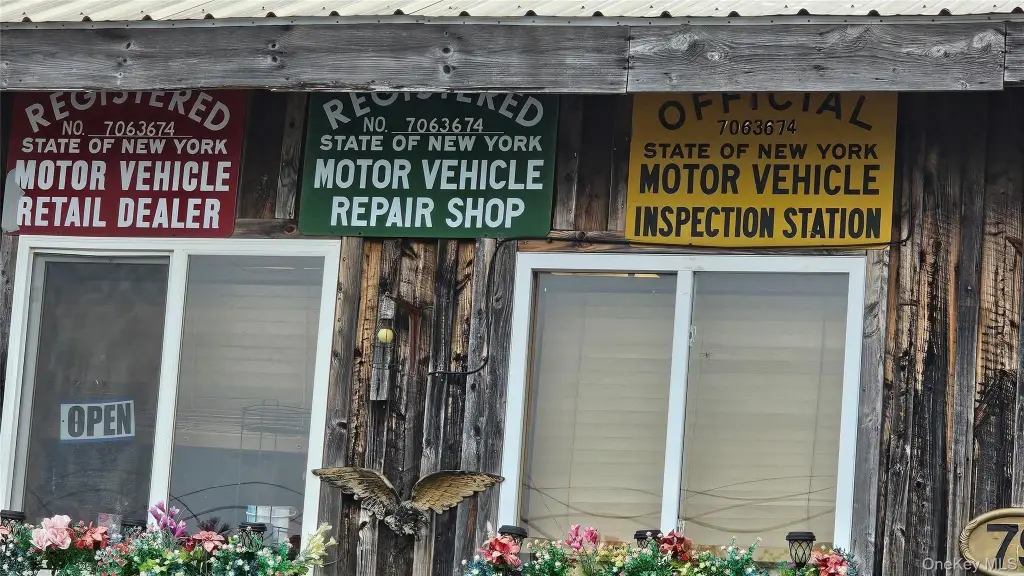 REGISTERED
NO. 7063674
STATE OF NEW YORK
MOTOR VEHICLE
RETAIL DEALER
REGISTERED
NO. 7063674
STATE OF NEW YORK
MOTOR VEHICLE
REPAIR SHOP
OFFICIAL
7063674
STATE OF NEW YORK
MOTOR VEHICLE
INSPECTION STATION
OPEN
OneKey MLS